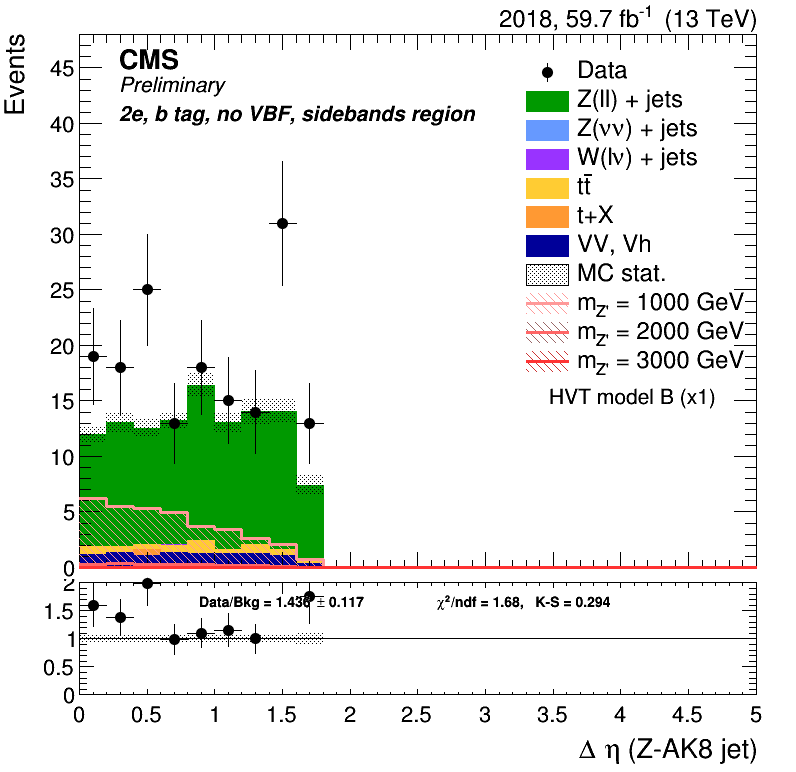 2018, 59.7 fb⁻¹ (13 TeV)
Events
CMS
Preliminary
2e, b tag, no VBF, sidebands region
Data
Z(ll) + jets
Z(νν) + jets
W(lν) + jets
tt̄
t+X
VV, Vh
MC stat.
m_Z' = 1000 GeV
m_Z' = 2000 GeV
m_Z' = 3000 GeV
HVT model B (x1)
45
40
35
30
25
20
15
10
5
0
Data/Bkg = 1.436 ± 0.117
χ²/ndf = 1.68, K-S = 0.294
2
1.5
1
0.5
0
0 0.5 1 1.5 2 2.5 3 3.5 4 4.5 5
Δ η (Z-AK8 jet)